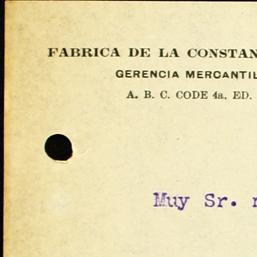 FABRICA DE LA CONSTAN
GERENCIA MERCANTIL
A. B. C. CODE 4a, ED.
Muy Sr.